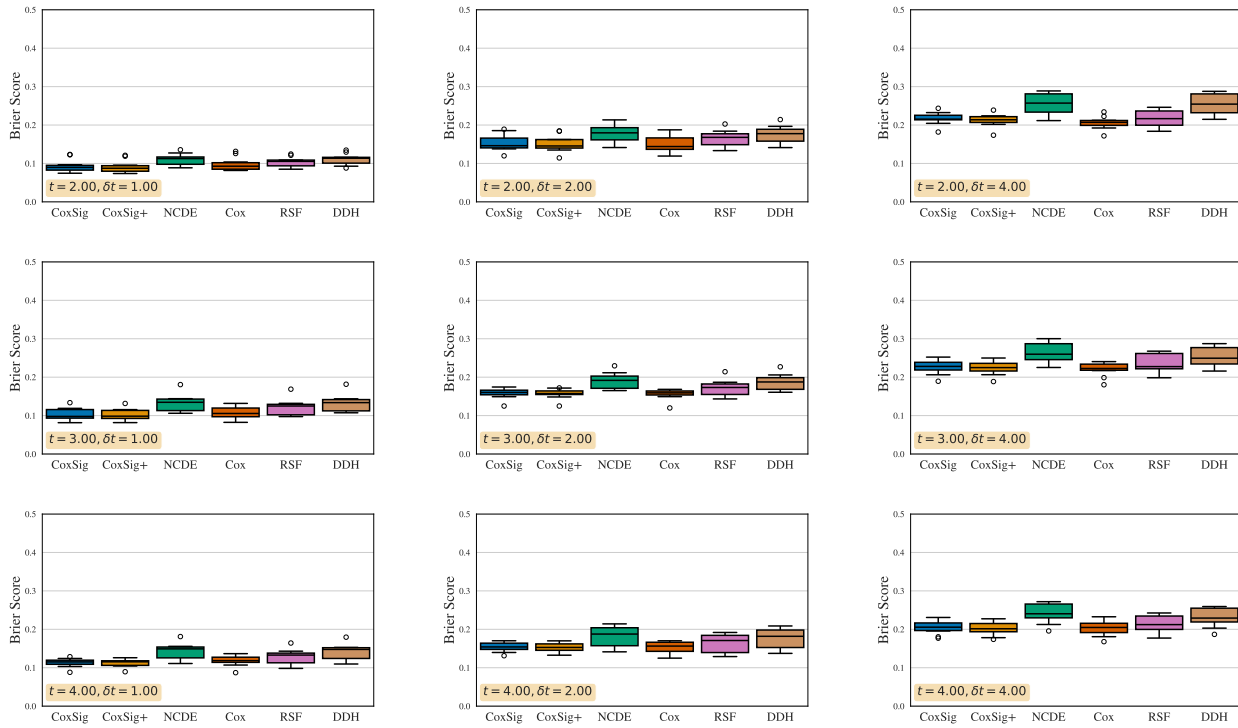 0.5 0.5 0.5
0.4 0.4 0.4
0.3 0.3 0.3
0.2 0.2 0.2
0.1 0.1 0.1
0.0 0.0 0.0
Brier Score Brier Score Brier Score
t = 2.00, δt = 1.00 t = 2.00, δt = 2.00 t = 2.00, δt = 4.00
CoxSig CoxSig+ NCDE Cox RSF DDH CoxSig CoxSig+ NCDE Cox RSF DDH CoxSig CoxSig+ NCDE Cox RSF DDH
0.5 0.5 0.5
0.4 0.4 0.4
0.3 0.3 0.3
0.2 0.2 0.2
0.1 0.1 0.1
0.0 0.0 0.0
Brier Score Brier Score Brier Score
t = 3.00, δt = 1.00 t = 3.00, δt = 2.00 t = 3.00, δt = 4.00
CoxSig CoxSig+ NCDE Cox RSF DDH CoxSig CoxSig+ NCDE Cox RSF DDH CoxSig CoxSig+ NCDE Cox RSF DDH
0.5 0.5 0.5
0.4 0.4 0.4
0.3 0.3 0.3
0.2 0.2 0.2
0.1 0.1 0.1
0.0 0.0 0.0
Brier Score Brier Score Brier Score
t = 4.00, δt = 1.00 t = 4.00, δt = 2.00 t = 4.00, δt = 4.00
CoxSig CoxSig+ NCDE Cox RSF DDH CoxSig CoxSig+ NCDE Cox RSF DDH CoxSig CoxSig+ NCDE Cox RSF DDH